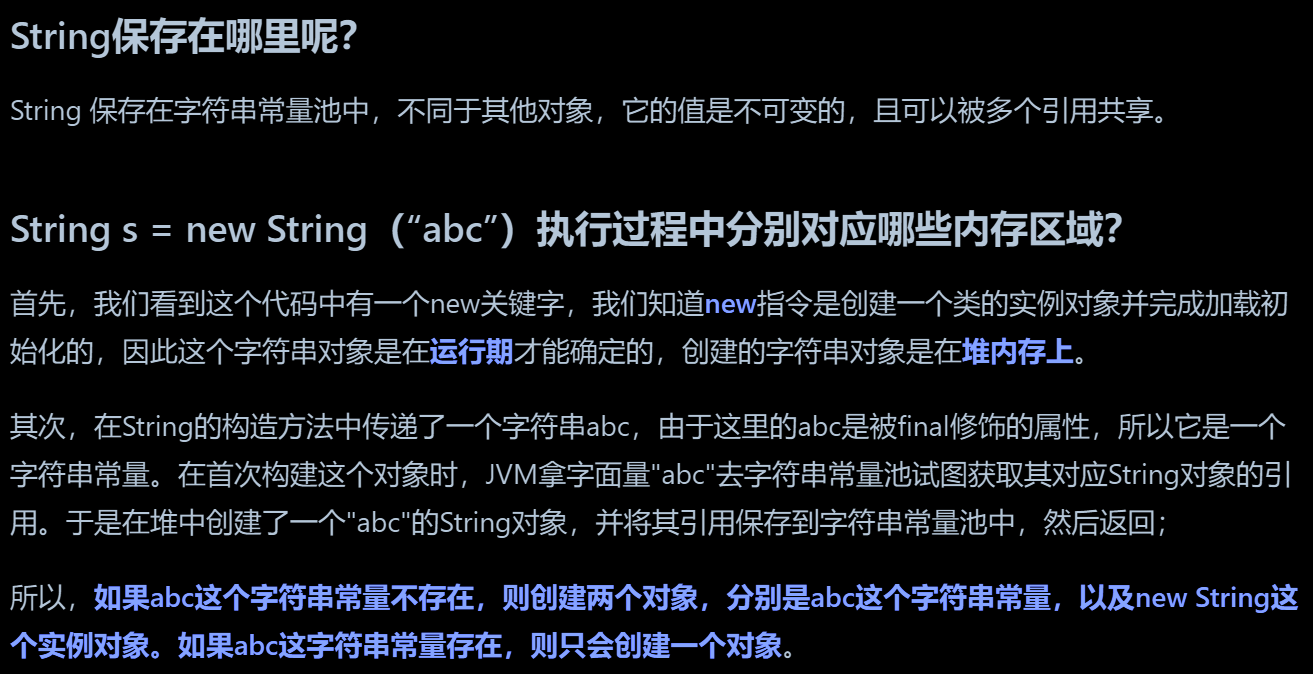 String保存在哪里呢？
String 保存在字符串常量池中，不同于其他对象，它的值是不可变的，且可以被多个引用共享。
String s = new String（“abc”）执行过程中分别对应哪些内存区域？
首先，我们看到这个代码中有一个new关键字，我们知道new指令是创建一个类的实例对象并完成加载初
始化的，因此这个字符串对象是在运行期才能确定的，创建的字符串对象是在堆内存上。
其次，在String的构造方法中传递了一个字符串abc，由于这里的abc是被final修饰的属性，所以它是一个
字符串常量。在首次构建这个对象时，JVM拿字面量"abc"去字符串常量池试图获取其对应String对象的引
用。于是在堆中创建了一个"abc"的String对象，并将其引用保存到字符串常量池中，然后返回；
所以，如果abc这个字符串常量不存在，则创建两个对象，分别是abc这个字符串常量，以及new String这
个实例对象。如果abc这字符串常量存在，则只会创建一个对象。